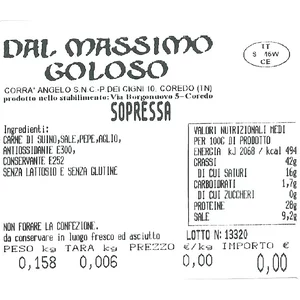 DAL MASSIMO
GOLOSO
IT
CE
CORRA' ANGELO S.N.C.-P DEI CIGNI 10, COREDO (TN)
prodotto nello stabilimento: Via Borgonuovo 5-Coredo
SOPRESSA
Ingredienti:
CARNE DI SUINO,SALE,PEPE,AGLIO,
ANTIOSSIDANTE E300,
CONSERVANTE E252
SENZA LATTOSIO E SENZA GLUTINE
VALORI NUTRIZIONALI MEDI
PER 100G DI PRODOTTO
ENERGIA kJ 2068 / kcal 494
GRASSI 42g
di cui SATURI 16g
CARBOIDRATI 1,7g
di cui ZUCCHERI 0g
PROTEINE 28g
SALE 9,2g
NON FORARE LA CONFEZIONE.
da conservare in luogo fresco ed asciutto
LOTTO N: 13320
PESO kg TARA kg PREZZO €/kg IMPORTO €
0,158 0,006 0,00 0,00